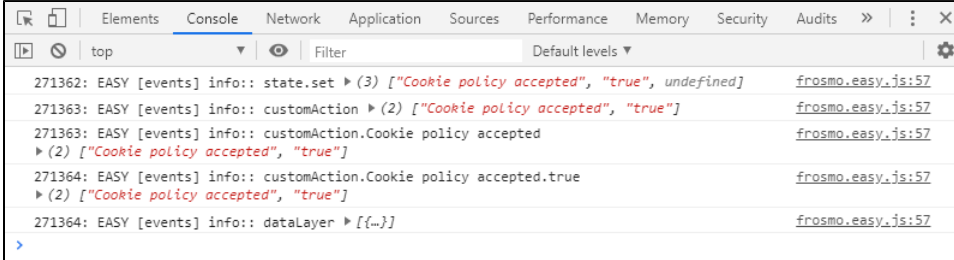 Elements Console Network Application Sources Performance Memory Security Audits »
top Filter Default levels ▼
271362: EASY [events] info:: state.set ▶ (3) ["Cookie policy accepted", "true", undefined] frosmo.easy.js:57
271363: EASY [events] info:: customAction ▶ (2) ["Cookie policy accepted", "true"] frosmo.easy.js:57
271363: EASY [events] info:: customAction.Cookie policy accepted frosmo.easy.js:57
▶ (2) ["Cookie policy accepted", "true"]
271364: EASY [events] info:: customAction.Cookie policy accepted.true frosmo.easy.js:57
▶ (2) ["Cookie policy accepted", "true"]
271364: EASY [events] info:: dataLayer ▶ [{…}] frosmo.easy.js:57
>